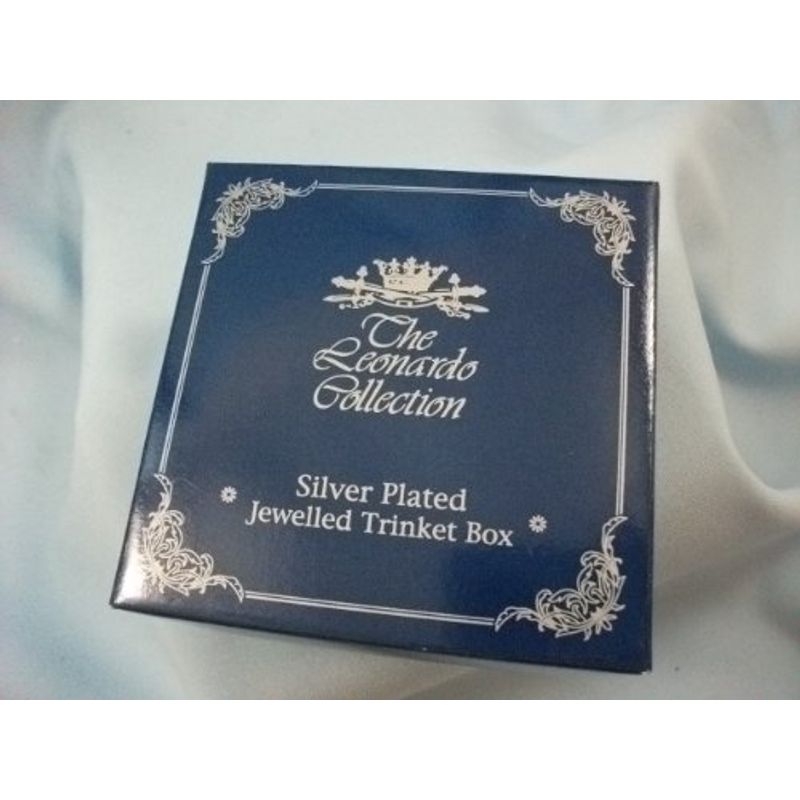 The
Leonardo
Collection
Silver Plated
Jewelled Trinket Box